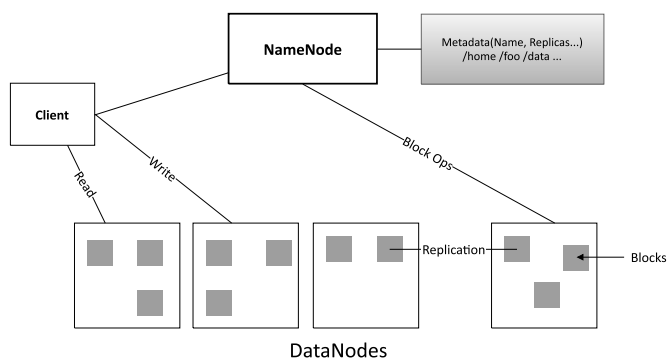 NameNode
Metadata(Name, Replicas...)
/home /foo /data ...
Client
Read
Write
Block Ops
Replication
Blocks
DataNodes